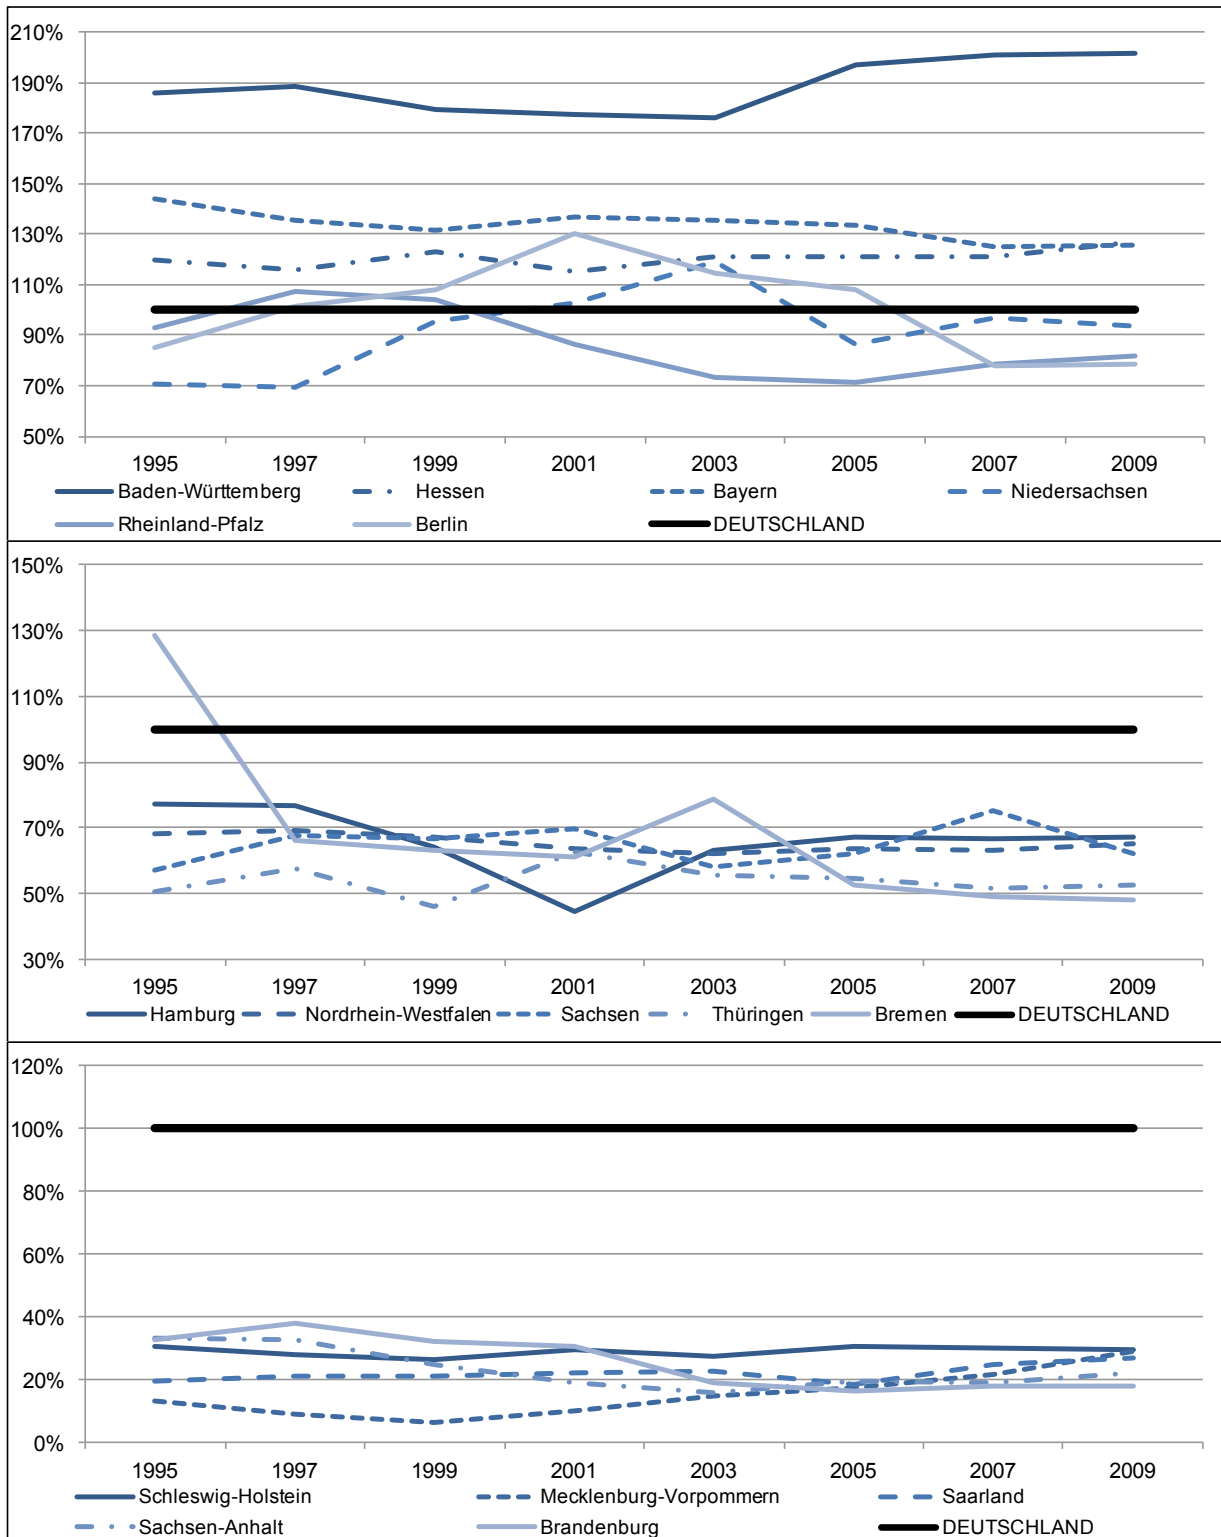 210%
190%
170%
150%
130%
110%
90%
70%
50%
1995 1997 1999 2001 2003 2005 2007 2009
Baden-Württemberg Hessen Bayern Niedersachsen
Rheinland-Pfalz Berlin DEUTSCHLAND
150%
130%
110%
90%
70%
50%
30%
1995 1997 1999 2001 2003 2005 2007 2009
Hamburg Nordrhein-Westfalen Sachsen Thüringen Bremen DEUTSCHLAND
120%
100%
80%
60%
40%
20%
0%
1995 1997 1999 2001 2003 2005 2007 2009
Schleswig-Holstein Mecklenburg-Vorpommern Saarland
Sachsen-Anhalt Brandenburg DEUTSCHLAND